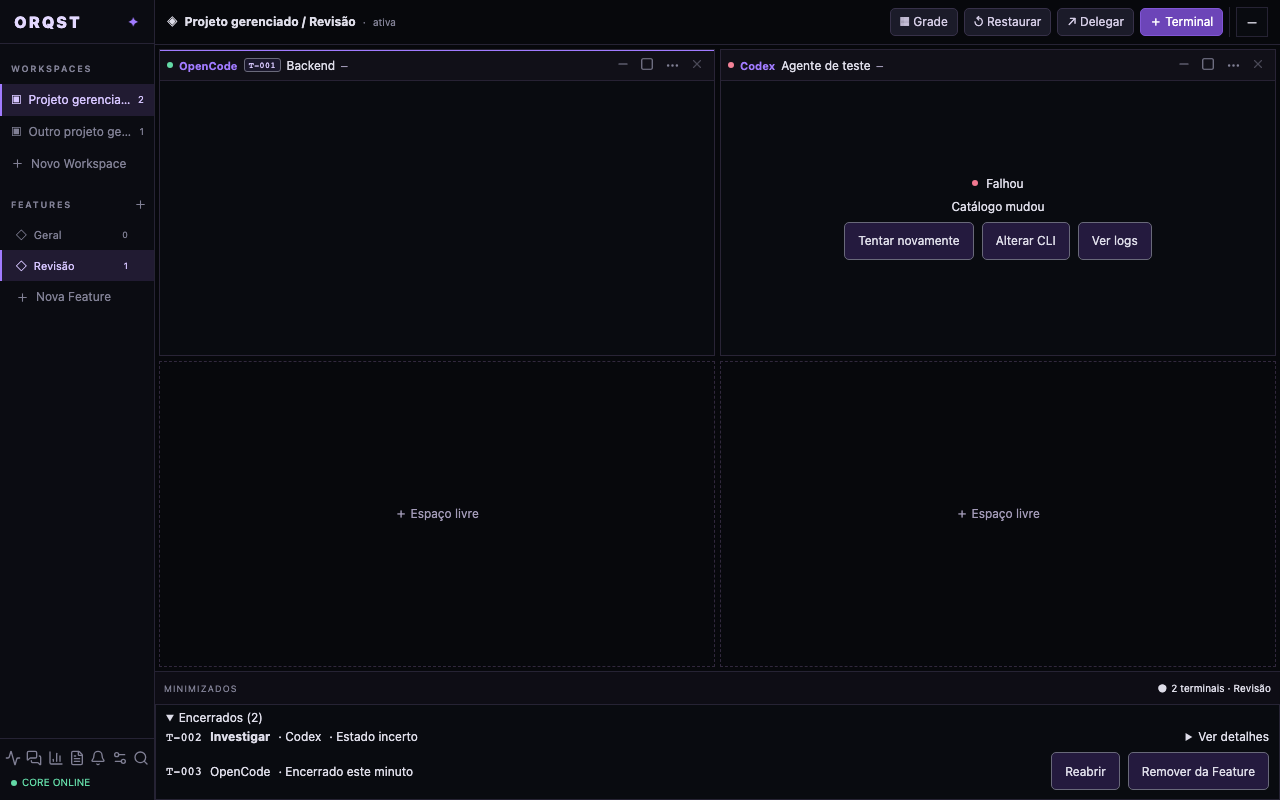 ORQST
WORKSPACES
Projeto gerencia... 2
Outro projeto ge... 1
+ Novo Workspace
FEATURES +
Geral 0
Revisão 1
+ Nova Feature
CORE ONLINE
Projeto gerenciado / Revisão · ativa
Grade
Restaurar
Delegar
+ Terminal
OpenCode T-001 Backend —
Codex Agente de teste —
Falhou
Catálogo mudou
Tentar novamente
Alterar CLI
Ver logs
+ Espaço livre
+ Espaço livre
MINIMIZADOS
2 terminais · Revisão
Encerrados (2)
T-002 Investigar · Codex · Estado incerto
Ver detalhes
T-003 OpenCode · Encerrado este minuto
Reabrir
Remover da Feature